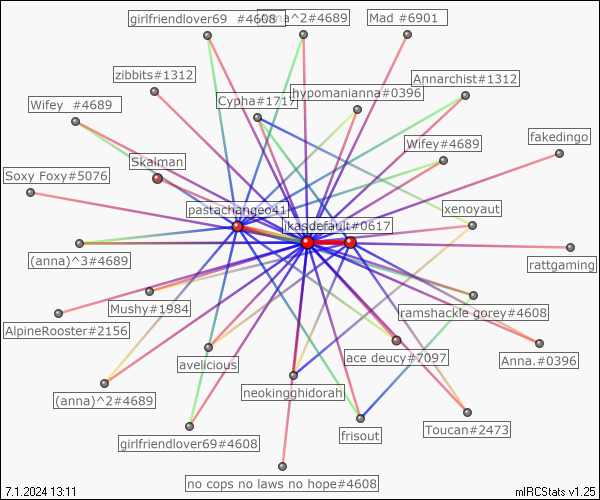 girlfriendlover69 #4608
Anna^2#4689
Mad #6901
zibbits#1312
Annarchist#1312
hypomanianna#0396
Cypha#1717
Wifey #4689
Wifey#4689
fakedingo
Skalman
Soxy Foxy#5076
pastachangeo41
ikasdefault#0617
xenoyaut
(anna)^3#4689
rattgaming
Mushy#1984
ramshackle gorey#4608
AlpineRooster#2156
avelicious
ace deucy#7097
Anna.#0396
(anna)^2#4689
neokingghidorah
Toucan#2473
girlfriendlover69#4608
frisout
no cops no laws no hope#4608
7.1.2024 13:11
mIRCStats v1.25